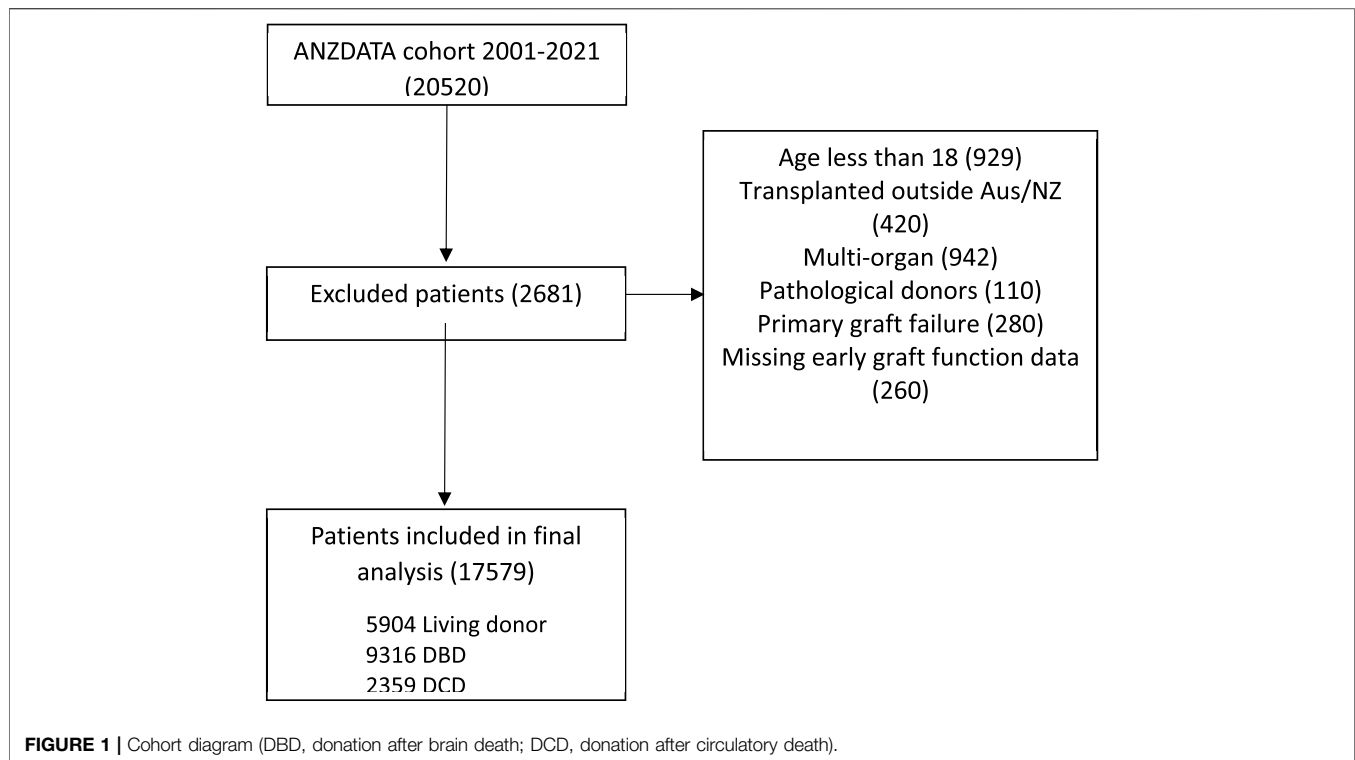 ANZDATA cohort 2001-2021
(20520)
Age less than 18 (929)
Transplanted outside Aus/NZ
(420)
Multi-organ (942)
Pathological donors (110)
Primary graft failure (280)
Missing early graft function data
(260)
Excluded patients (2681)
Patients included in final
analysis (17579)
5904 Living donor
9316 DBD
2359 DCD
FIGURE 1 | Cohort diagram (DBD, donation after brain death; DCD, donation after circulatory death).